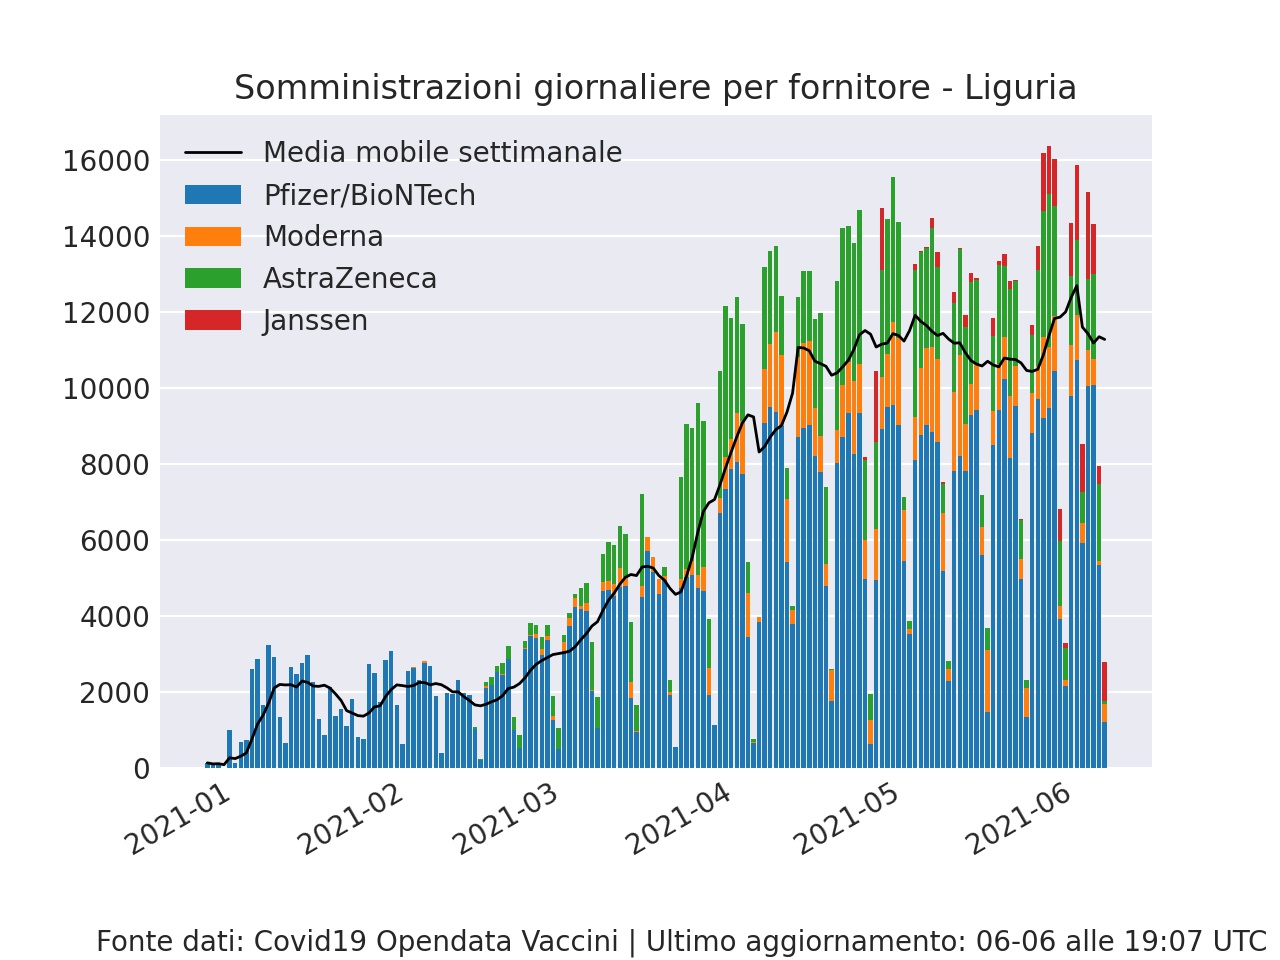 Somministrazioni giornaliere per fornitore - Liguria
Media mobile settimanale
Pfizer/BioNTech
Moderna
AstraZeneca
Janssen
16000
14000
12000
10000
8000
6000
4000
2000
0
2021-01
2021-02
2021-03
2021-04
2021-05
2021-06
Fonte dati: Covid19 Opendata Vaccini | Ultimo aggiornamento: 06-06 alle 19:07 UTC